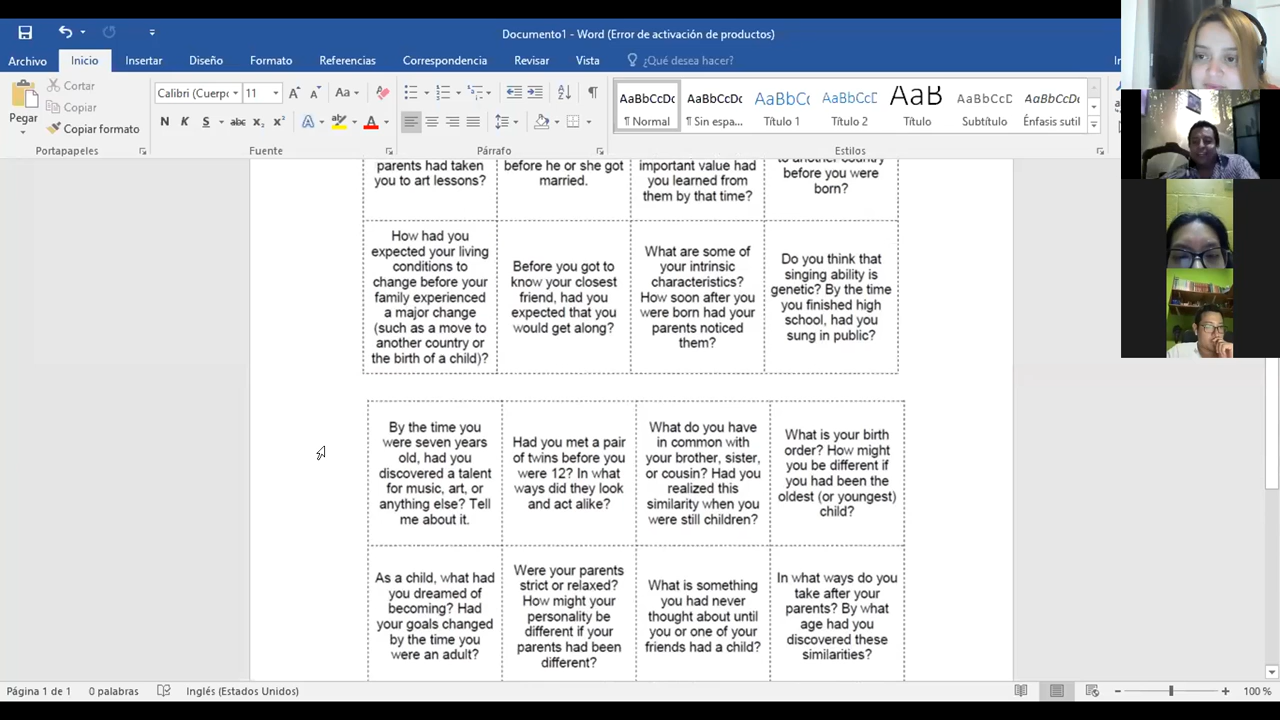 Documento1 - Word (Error de activación de productos)
Archivo Inicio Insertar Diseño Formato Referencias Correspondencia Revisar Vista ¿Qué desea hacer?
Pegar
Cortar
Copiar
Copiar formato
Portapapeles
Calibri (Cuerpo 11
Aa
N K S abc x₂ x²
A A
Fuente
Párrafo
AaBbCcDc
¶ Normal
AaBbCcDc
¶ Sin espa...
AaBbCc
Título 1
AaBbCcD
Título 2
AaB
Título
AaBbCcD
Subtítulo
AaBbCcDc
Énfasis sutil
Estilos
parents had taken
you to art lessons?
before he or she got
married.
important value had
you learned from
them by that time?
to another country
before you were
born?
How had you
expected your living
conditions to
change before your
family experienced
a major change
(such as a move to
another country or
the birth of a child)?
Before you got to
know your closest
friend, had you
expected that you
would get along?
What are some of
your intrinsic
characteristics?
How soon after you
were born had your
parents noticed
them?
Do you think that
singing ability is
genetic? By the time
you finished high
school, had you
sung in public?
By the time you
were seven years
old, had you
discovered a talent
for music, art, or
anything else? Tell
me about it.
Had you met a pair
of twins before you
were 12? In what
ways did they look
and act alike?
What do you have
in common with
your brother, sister,
or cousin? Had you
realized this
similarity when you
were still children?
What is your birth
order? How might
you be different if
you had been the
oldest (or youngest)
child?
As a child, what had
you dreamed of
becoming? Had
your goals changed
by the time you
were an adult?
Were your parents
strict or relaxed?
How might your
personality be
different if your
parents had been
different?
What is something
you had never
thought about until
you or one of your
friends had a child?
In what ways do you
take after your
parents? By what
age had you
discovered these
similarities?
Página 1 de 1 0 palabras Inglés (Estados Unidos) 100 %